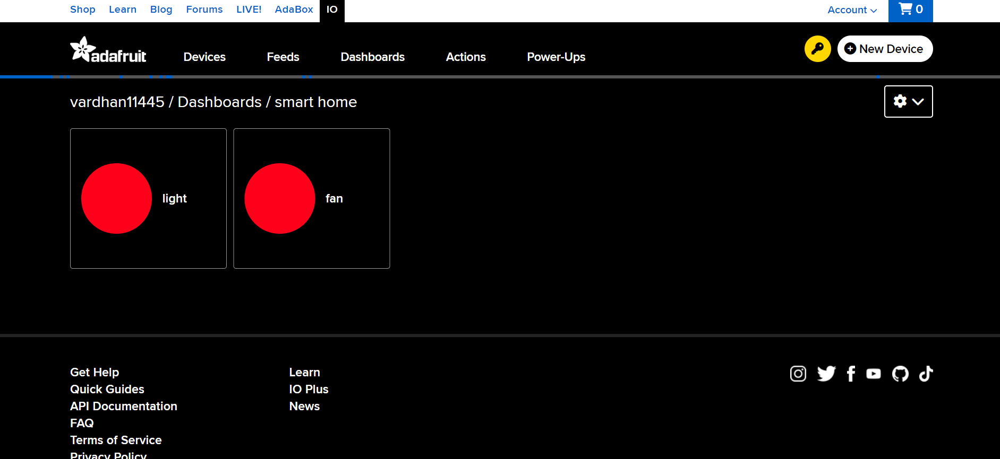 Shop Learn Blog Forums LIVE! AdaBox IO Account 0
adafruit Devices Feeds Dashboards Actions Power-Ups New Device
vardhan11445 / Dashboards / smart home
light fan
Get Help Learn
Quick Guides IO Plus
API Documentation News
FAQ
Terms of Service
Privacy Policy